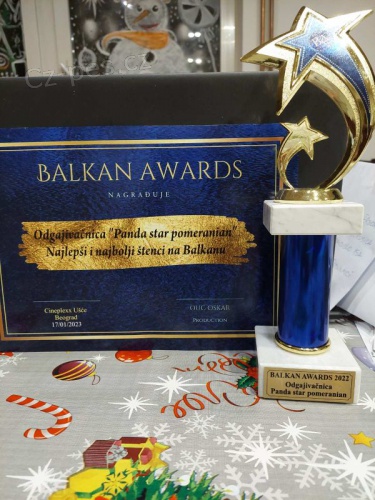 BALKAN AWARDS
NAGRAĐUJE
Odgajivačnica "Panda star pomeranian"
Najlepši i najbolji štenci na Balkanu
Cineplexx Ušće
Beograd
17/01/2023
OSKAR
PRODUCTION
BALKAN AWARDS 2022
Odgajivačnica
Panda star pomeranian